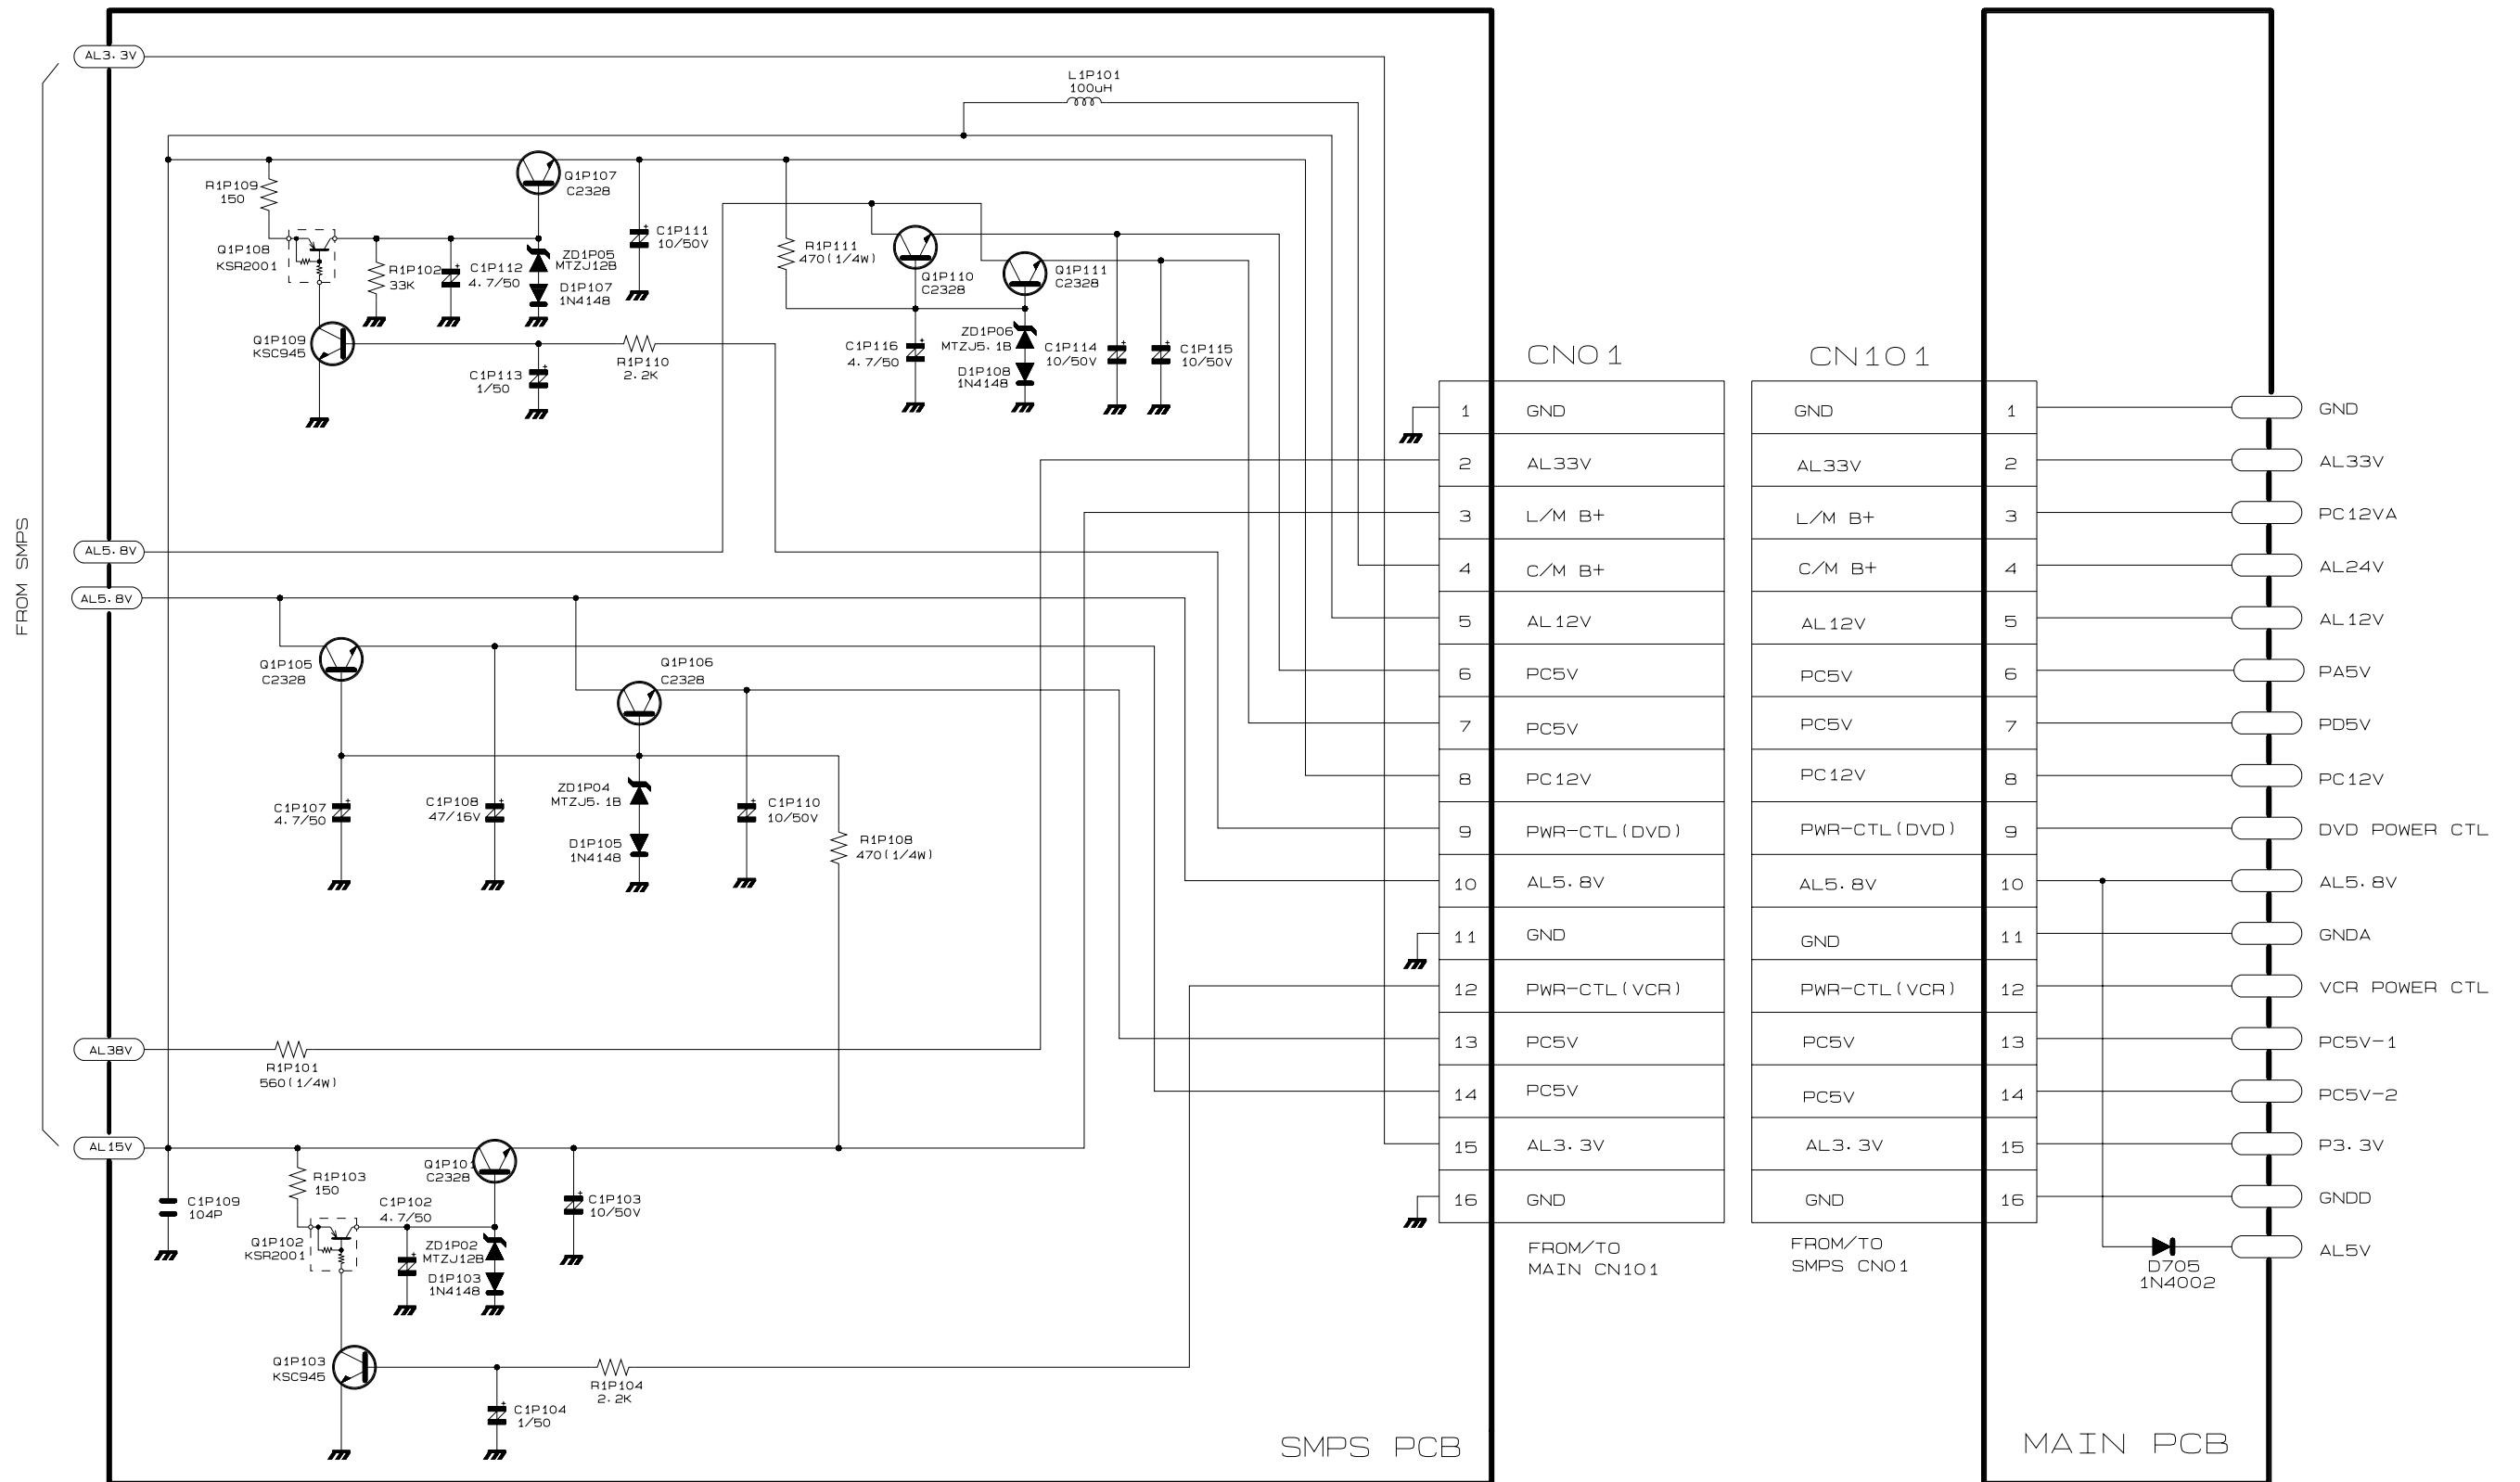 AL3.3V
L1P101
100uH
R1P109
150
Q1P107
C2328
Q1P108
KSR2001
R1P102
33K
C1P112
4.7/50
ZD1P05
MTZJ12B
D1P107
1N4148
C1P111
10/50V
R1P111
470(1/4W)
Q1P110
C2328
Q1P111
C2328
Q1P109
KSC945
C1P113
1/50
R1P110
2.2K
C1P116
4.7/50
ZD1P06
MTZJ5.1B
D1P108
1N4148
C1P114
10/50V
C1P115
10/50V
FROM SMPS
AL5.8V
AL5.8V
Q1P105
C2328
Q1P106
C2328
C1P107
4.7/50
C1P108
47/16V
ZD1P04
MTZJ5.1B
D1P105
1N4148
C1P110
10/50V
R1P108
470(1/4W)
AL38V
R1P101
560(1/4W)
AL15V
C1P109
104P
R1P103
150
Q1P101
C2328
C1P102
4.7/50
Q1P102
KSR2001
ZD1P02
MTZJ12B
D1P103
1N4148
C1P103
10/50V
Q1P103
KSC945
C1P104
1/50
R1P104
2.2K
SMPS PCB
CN01
1 GND
2 AL33V
3 L/M B+
4 C/M B+
5 AL12V
6 PC5V
7 PC5V
8 PC12V
9 PWR-CTL(DVD)
10 AL5.8V
11 GND
12 PWR-CTL(VCR)
13 PC5V
14 PC5V
15 AL3.3V
16 GND
FROM/TO
MAIN CN101
CN101
GND 1 GND
AL33V 2 AL33V
L/M B+ 3 PC12VA
C/M B+ 4 AL24V
AL12V 5 AL12V
PC5V 6 PA5V
PC5V 7 PD5V
PC12V 8 PC12V
PWR-CTL(DVD) 9 DVD POWER CTL
AL5.8V 10 AL5.8V
GND 11 GNDA
PWR-CTL(VCR) 12 VCR POWER CTL
PC5V 13 PC5V-1
PC5V 14 PC5V-2
AL3.3V 15 P3.3V
GND 16 GNDD
FROM/TO
SMPS CN01
AL5V
D705
1N4002
MAIN PCB